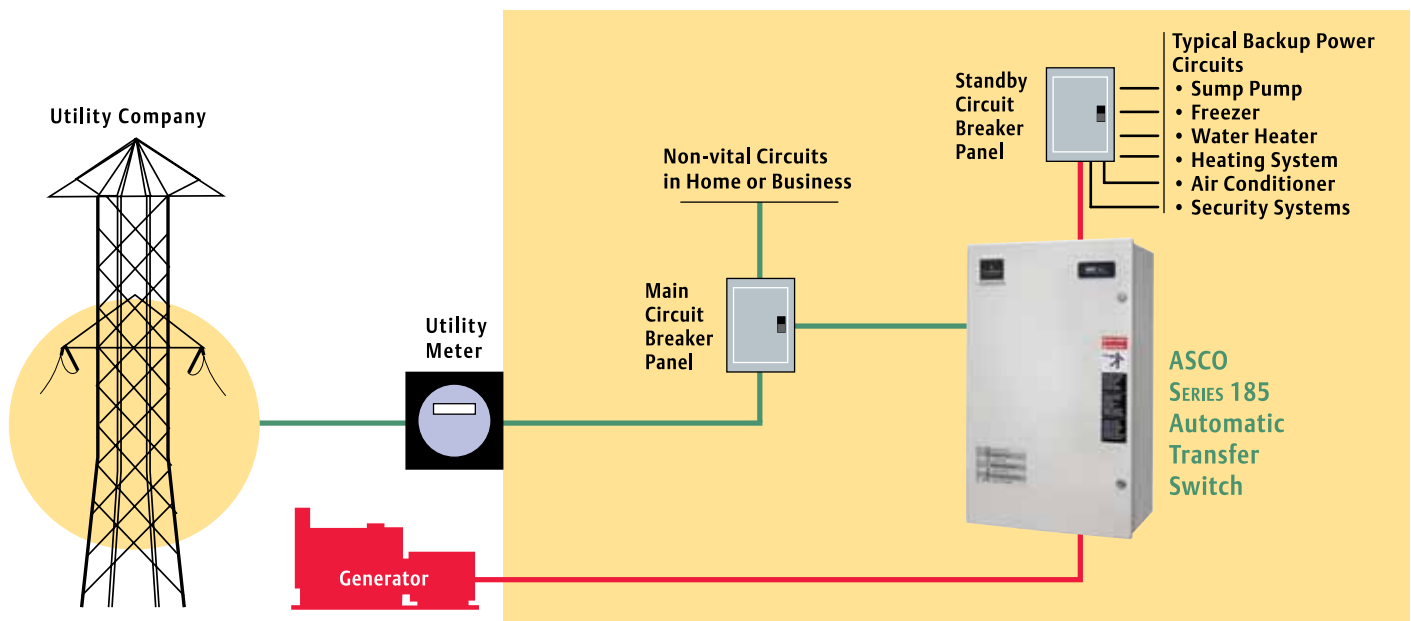 Utility Company
Utility
Meter
Generator
Non-vital Circuits
in Home or Business
Main
Circuit
Breaker
Panel
Standby
Circuit
Breaker
Panel
Typical Backup Power
Circuits
• Sump Pump
• Freezer
• Water Heater
• Heating System
• Air Conditioner
• Security Systems
ASCO
SERIES 185
Automatic
Transfer
Switch